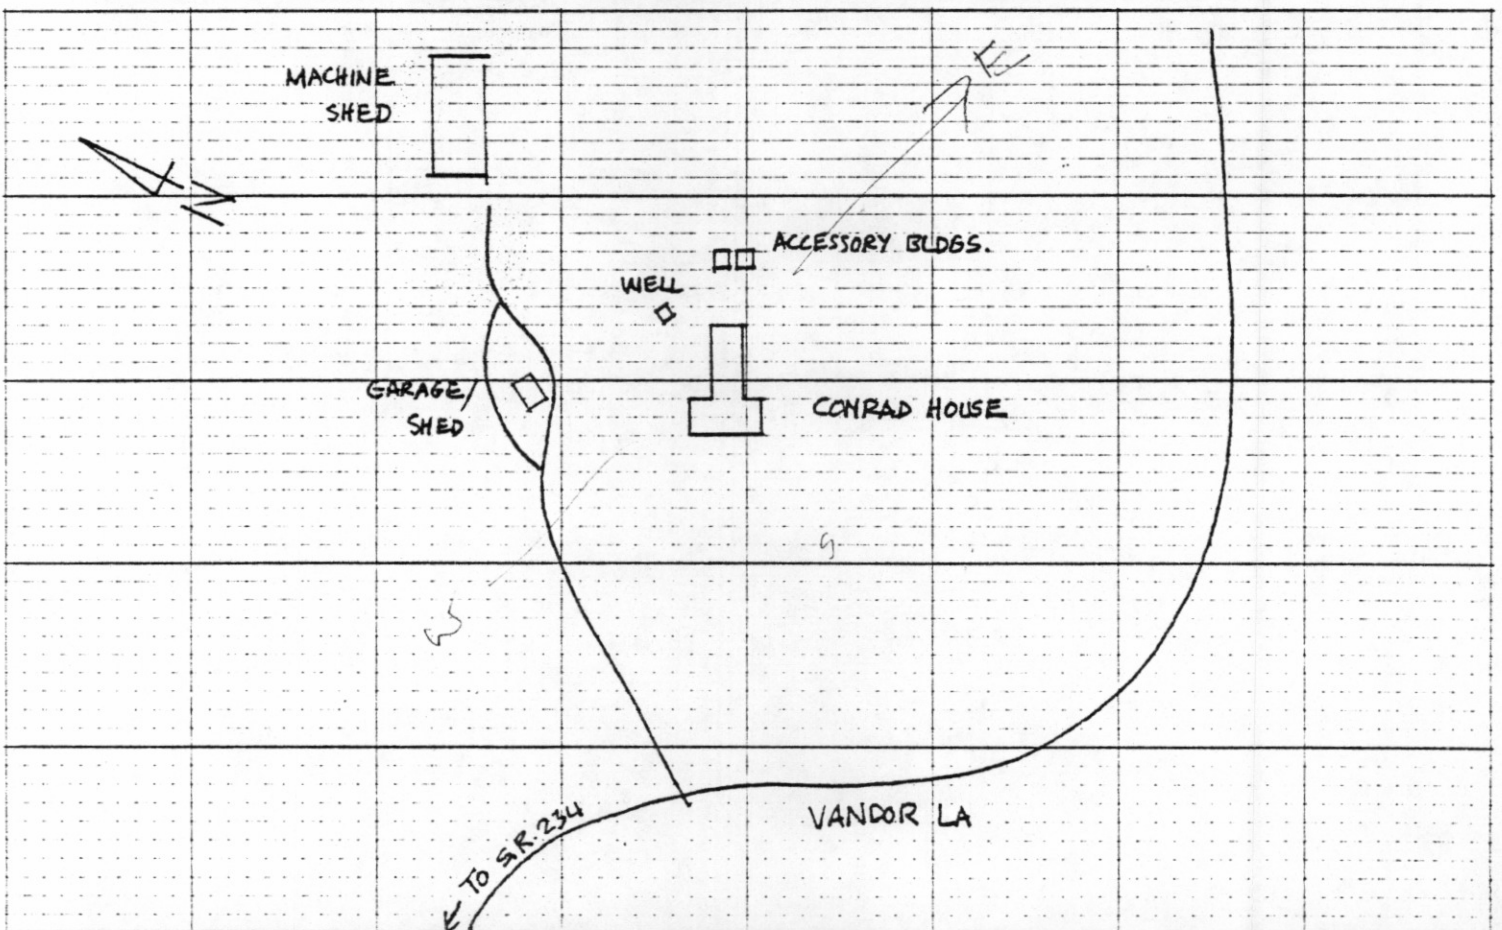 MACHINE
SHED
E
N
ACCESSORY BLDGS.
WELL
GARAGE
SHED
CONRAD HOUSE
W
VANDOR LA
← TO S.R. 234